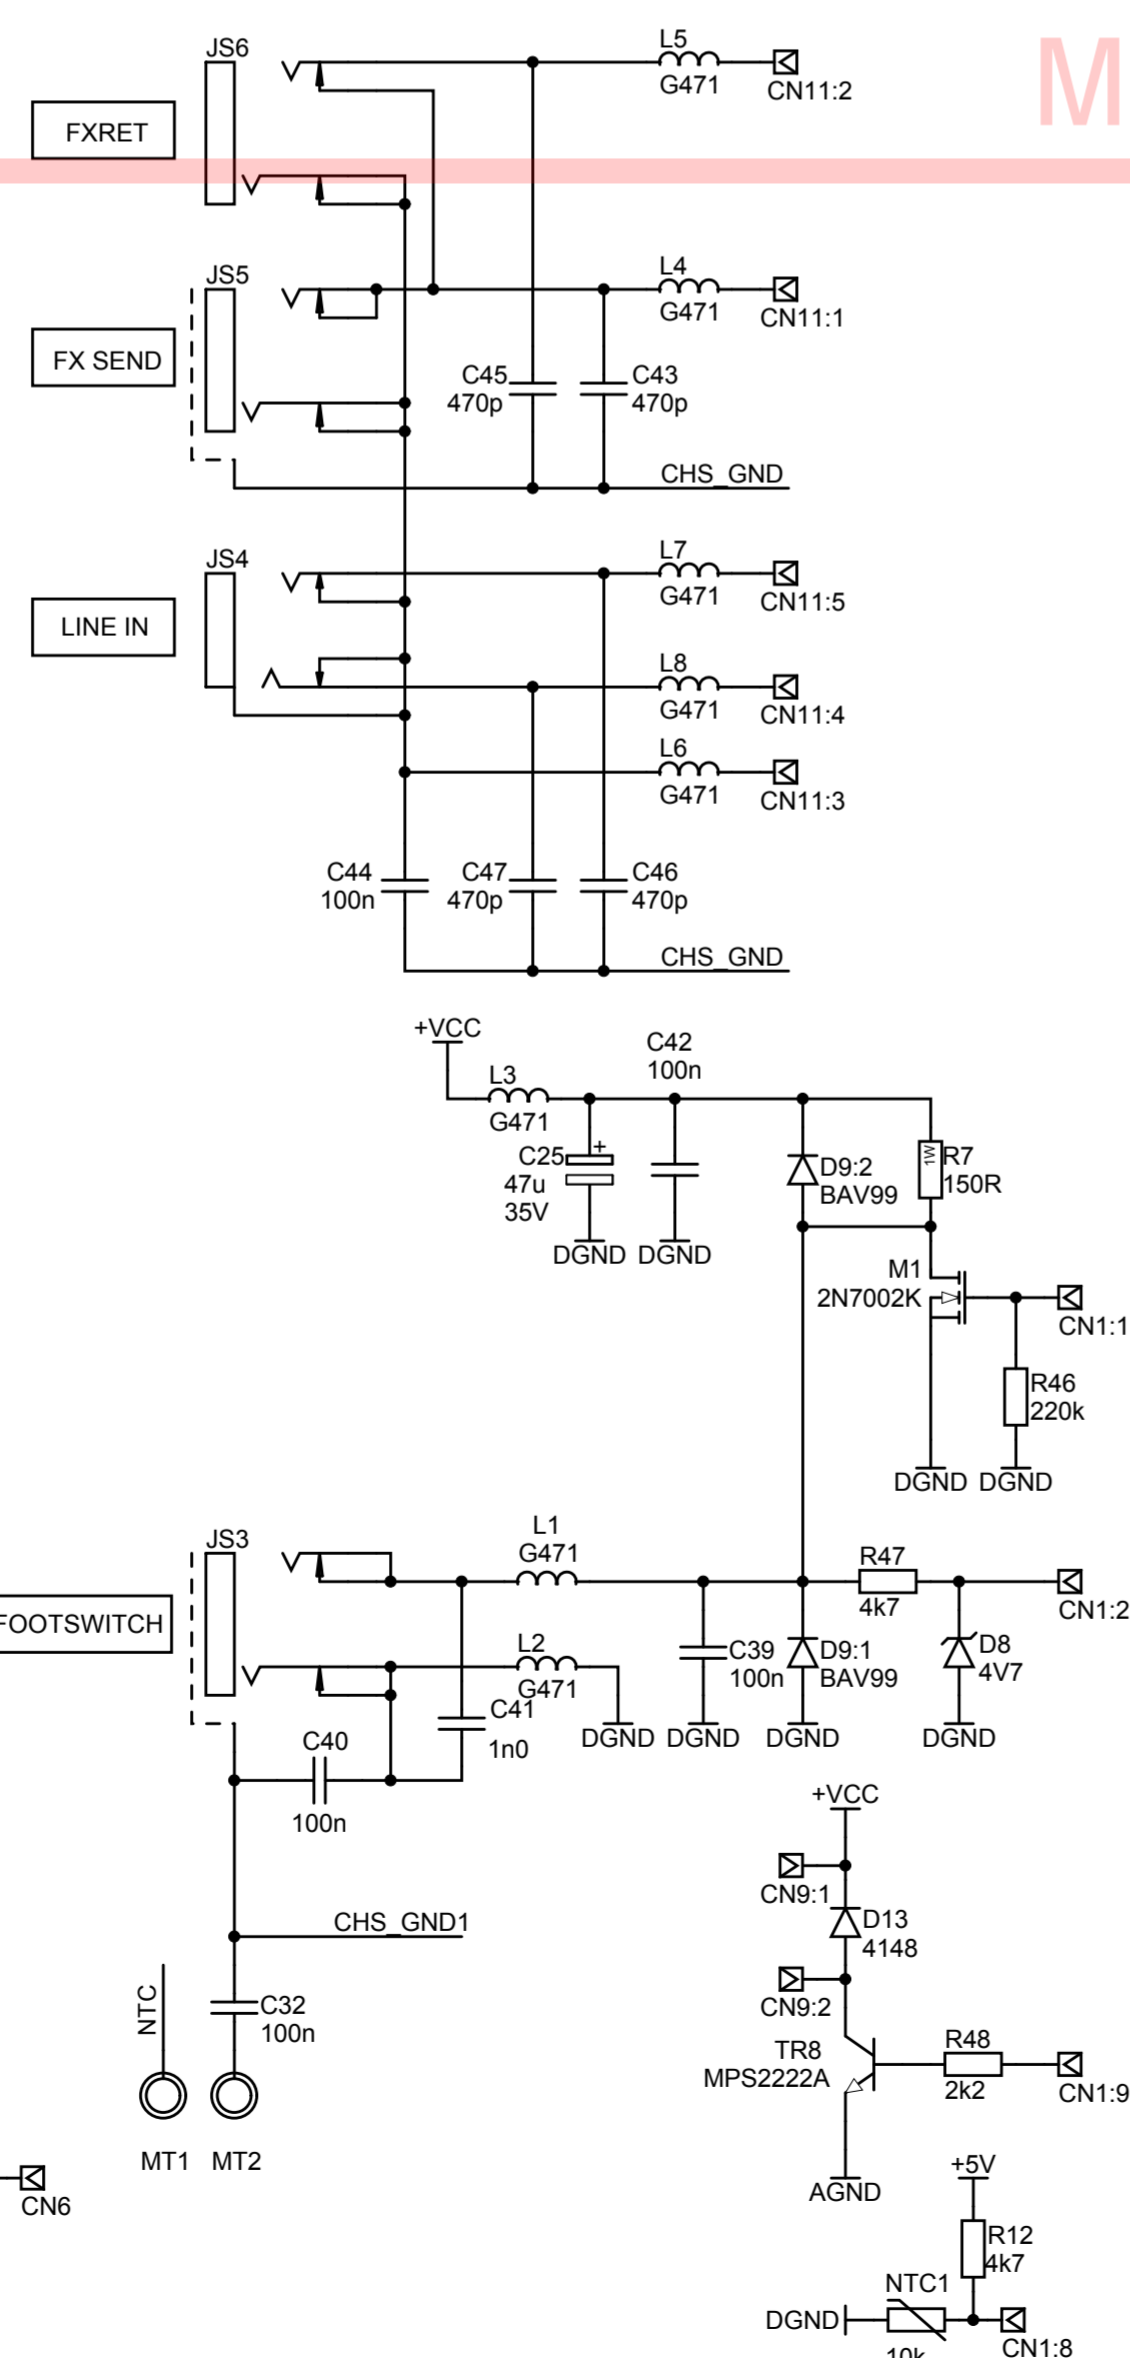 JS6
L5
G471
CN11:2
M
FXRET
JS5
L4
G471
CN11:1
FX SEND
C45
470p
C43
470p
CHS_GND
JS4
L7
G471
CN11:5
LINE IN
L8
G471
CN11:4
L6
G471
CN11:3
C44
100n
C47
470p
C46
470p
CHS_GND
+VCC
C42
100n
L3
G471
C25
+
47u
35V
DGND
DGND
D9:2
BAV99
1W
R7
150R
M1
2N7002K
CN1:1
R46
220k
DGND
DGND
JS3
L1
G471
R47
4k7
CN1:2
FOOTSWITCH
L2
G471
C41
1n0
C39
100n
D9:1
BAV99
D8
4V7
DGND
DGND
DGND
DGND
C40
100n
+VCC
CN9:1
D13
4148
CHS_GND1
CN9:2
NTC
C32
100n
TR8
MPS2222A
R48
2k2
CN1:9
MT1
MT2
AGND
CN6
+5V
R12
4k7
NTC1
DGND
10k
CN1:8